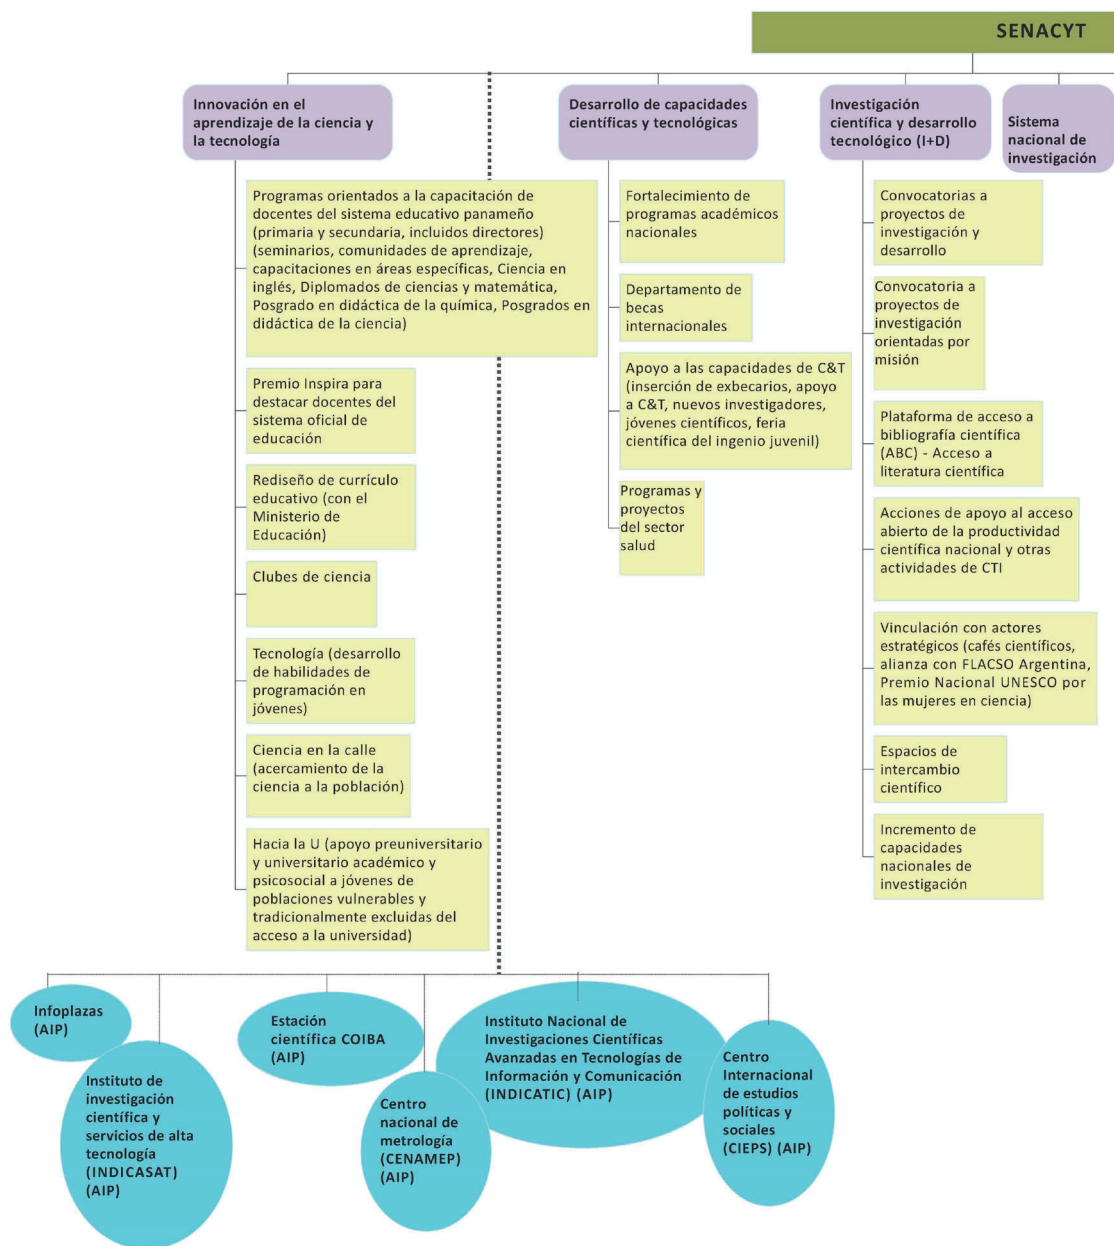 SENACYT
Innovación en el
aprendizaje de la ciencia y
la tecnología
Programas orientados a la capacitación de
docentes del sistema educativo panameño
(primaria y secundaria, incluidos directores)
(seminarios, comunidades de aprendizaje,
capacitaciones en áreas específicas, Ciencia en
inglés, Diplomados de ciencias y matemática,
Posgrado en didáctica de la química, Posgrados en
didáctica de la ciencia)
Premio Inspira para
destacar docentes del
sistema oficial de
educación
Rediseño de currículo
educativo (con el
Ministerio de
Educación)
Clubes de ciencia
Tecnología (desarrollo
de habilidades de
programación en
jóvenes)
Ciencia en la calle
(acercamiento de la
ciencia a la población)
Hacia la U (apoyo preuniversitario
y universitario académico y
psicosocial a jóvenes de
poblaciones vulnerables y
tradicionalmente excluidas del
acceso a la universidad)
Desarrollo de capacidades
científicas y tecnológicas
Fortalecimiento de
programas académicos
nacionales
Departamento de
becas
internacionales
Apoyo a las capacidades de C&T
(inserción de exbecarios, apoyo
a C&T, nuevos investigadores,
jóvenes científicos, feria
científica del ingenio juvenil)
Programas y
proyectos
del sector
salud
Investigación
científica y desarrollo
tecnológico (I+D)
Convocatorias a
proyectos de
investigación y
desarrollo
Convocatoria a
proyectos de
investigación
orientadas por
misión
Plataforma de acceso a
bibliografía científica
(ABC) - Acceso a
literatura científica
Acciones de apoyo al acceso
abierto de la productividad
científica nacional y otras
actividades de CTI
Vinculación con actores
estratégicos (cafés científicos,
alianza con FLACSO Argentina,
Premio Nacional UNESCO por
las mujeres en ciencia)
Espacios de
intercambio
científico
Incremento de
capacidades
nacionales de
investigación
Sistema
nacional de
investigación
Infoplazas
(AIP)
Instituto de
investigación
científica y
servicios de alta
tecnología
(INDICASAT)
(AIP)
Estación
científica COIBA
(AIP)
Centro
nacional de
metrología
(CENAMEP)
(AIP)
Instituto Nacional de
Investigaciones Científicas
Avanzadas en Tecnologías de
Información y Comunicación
(INDICATIC) (AIP)
Centro
Internacional
de estudios
políticos y
sociales
(CIEPS) (AIP)